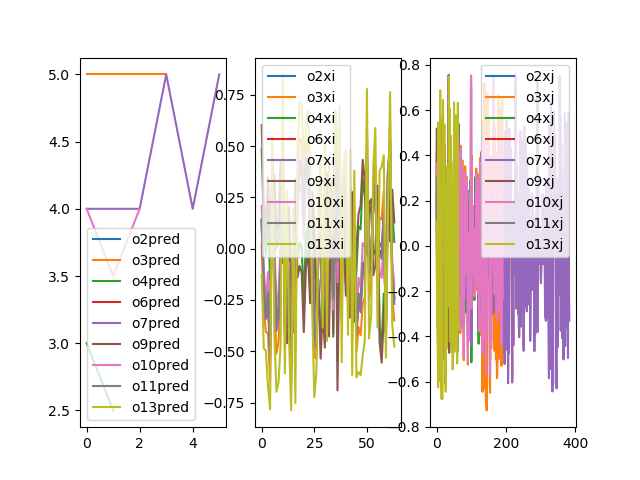 5.0
4.5
4.0
3.5
3.0
2.5
0
2
4
o2pred
o3pred
o4pred
o6pred
o7pred
o9pred
o10pred
o11pred
o13pred
0.75
0.50
0.25
0.00
−0.25
−0.50
−0.75
0
25
50
o2xi
o3xi
o4xi
o6xi
o7xi
o9xi
o10xi
o11xi
o13xi
0.8
0.6
0.4
0.2
0.0
−0.2
−0.4
−0.6
−0.8
0
200
400
o2xj
o3xj
o4xj
o6xj
o7xj
o9xj
o10xj
o11xj
o13xj